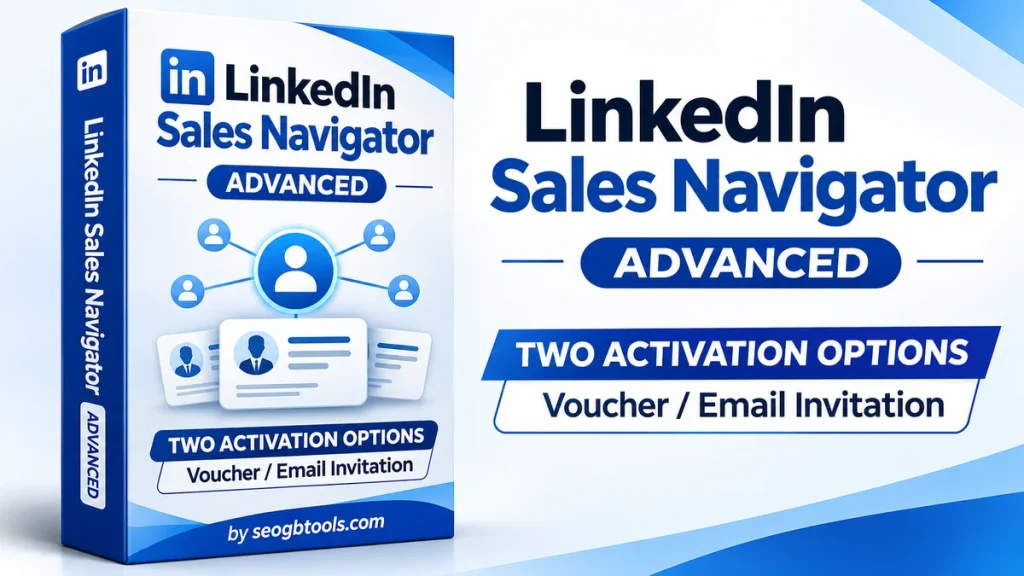 in
LinkedIn Sales Navigator
ADVANCED
in LinkedIn
Sales Navigator
ADVANCED
TWO ACTIVATION OPTIONS
Voucher / Email Invitation
by seogbtools.com
LinkedIn
Sales Navigator
ADVANCED
TWO ACTIVATION OPTIONS
Voucher / Email Invitation